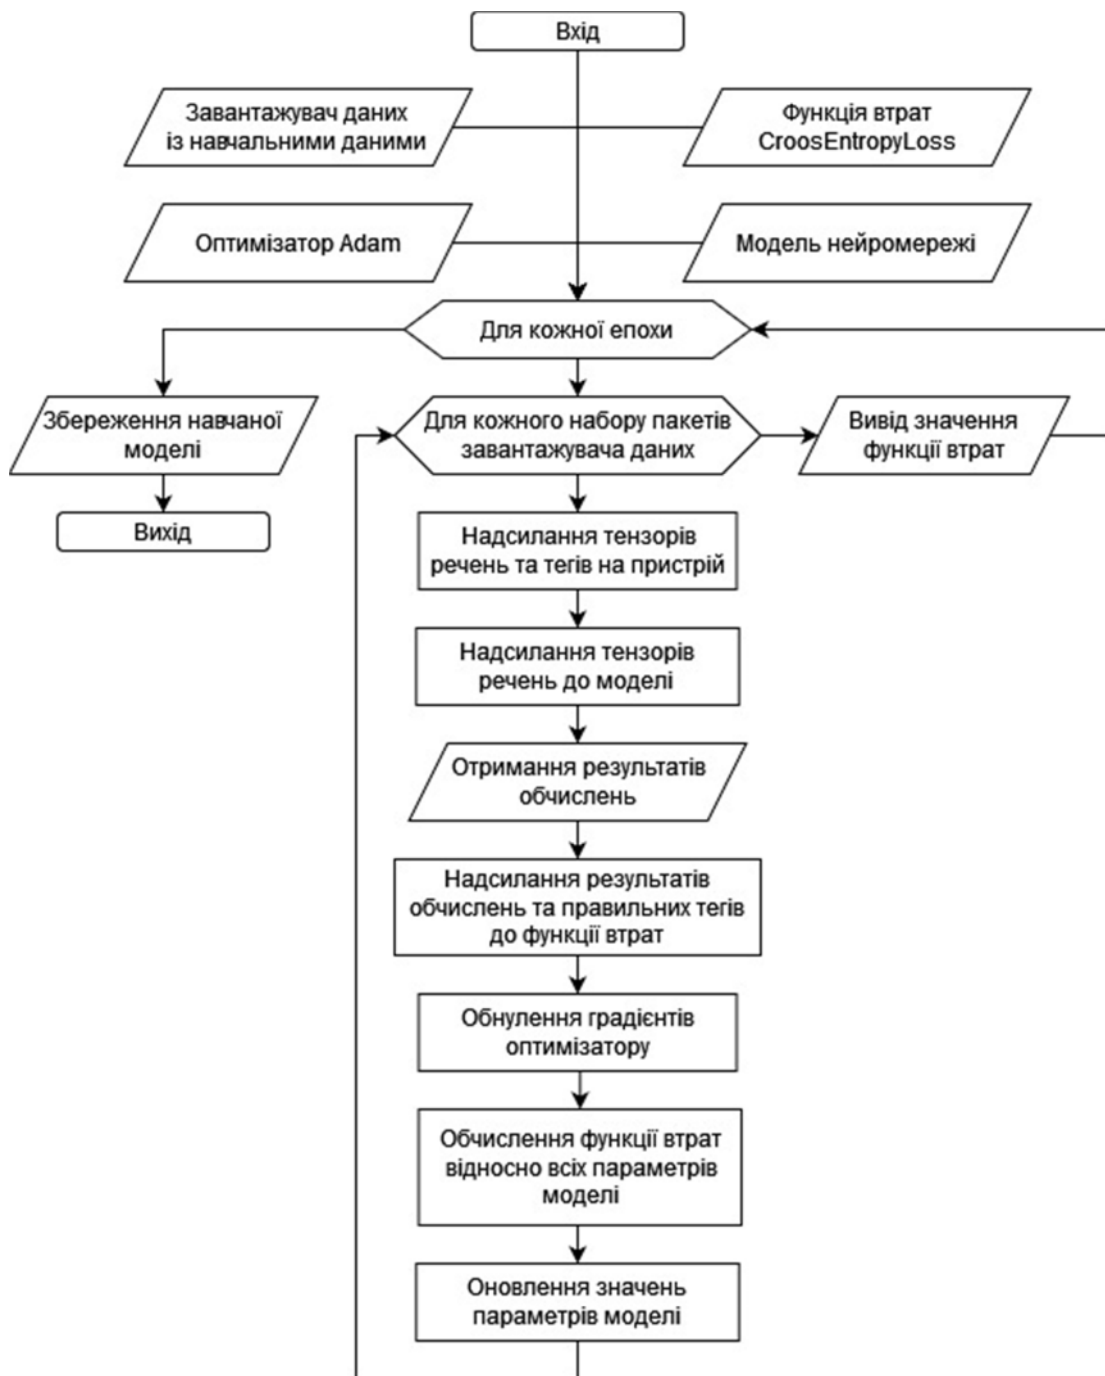 Вхід
Завантажувач даних
із навчальними даними
Функція втрат
CroosEntropyLoss
Оптимізатор Adam
Модель нейромережі
Для кожної епохи
Збереження навчаної
моделі
Для кожного набору пакетів
завантажувача даних
Вивід значення
функції втрат
Вихід
Надсилання тензорів
речень та тегів на пристрій
Надсилання тензорів
речень до моделі
Отримання результатів
обчислень
Надсилання результатів
обчислень та правильних тегів
до функції втрат
Обнулення градієнтів
оптимізатору
Обчислення функції втрат
відносно всіх параметрів
моделі
Оновлення значень
параметрів моделі